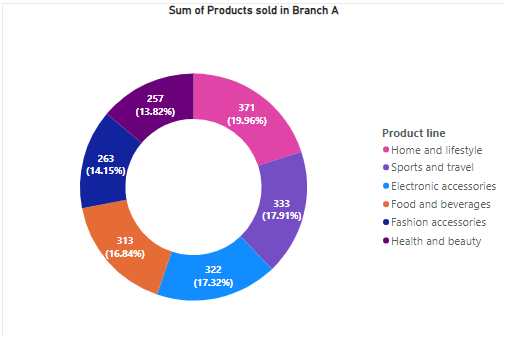 Sum of Products sold in Branch A
371
(19.96%)
333
(17.91%)
322
(17.32%)
313
(16.84%)
263
(14.15%)
257
(13.82%)
Product line
Home and lifestyle
Sports and travel
Electronic accessories
Food and beverages
Fashion accessories
Health and beauty